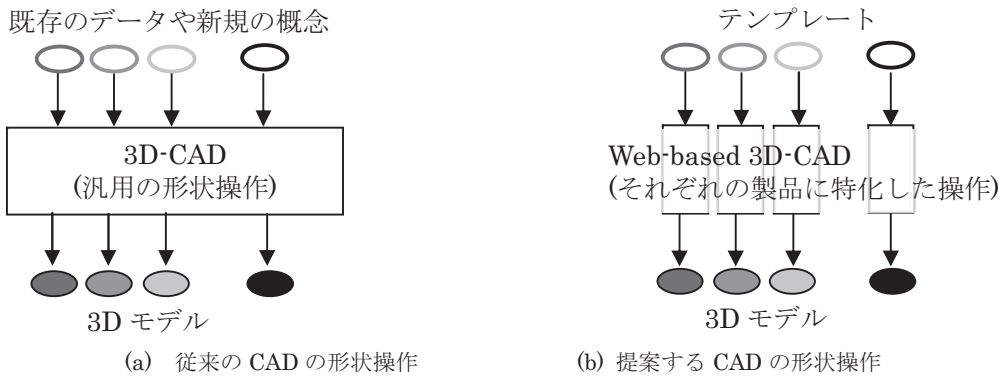 既存のデータや新規の概念
3D-CAD
(汎用の形状操作)
3D モデル
(a) 従来の CAD の形状操作
テンプレート
Web-based 3D-CAD
(それぞれの製品に特化した操作)
3D モデル
(b) 提案する CAD の形状操作